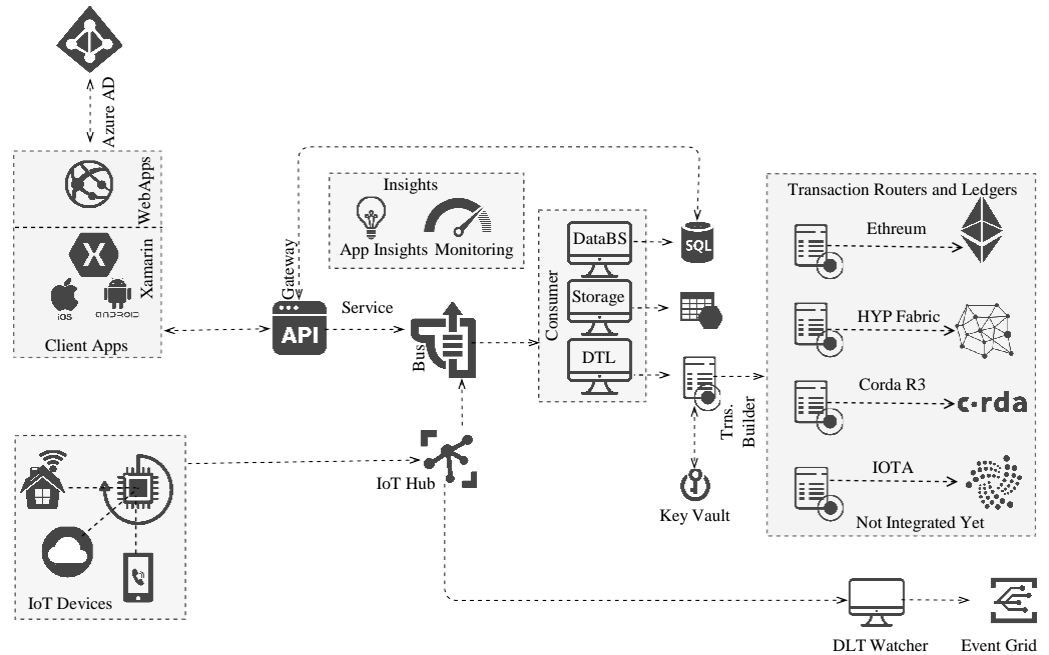 Azure AD
WebApps
X
Xamarin
iOS
ANDROID
Client Apps
Insights
App Insights
Monitoring
Gateway
API
Service
Bus
Consumer
DataBS
Storage
DTL
SQL
Trns.
Builder
Key Vault
Transaction Routers and Ledgers
Ethreum
HYP Fabric
Corda R3
c·rda
IOTA
Not Integrated Yet
IoT Hub
IoT Devices
DLT Watcher
Event Grid